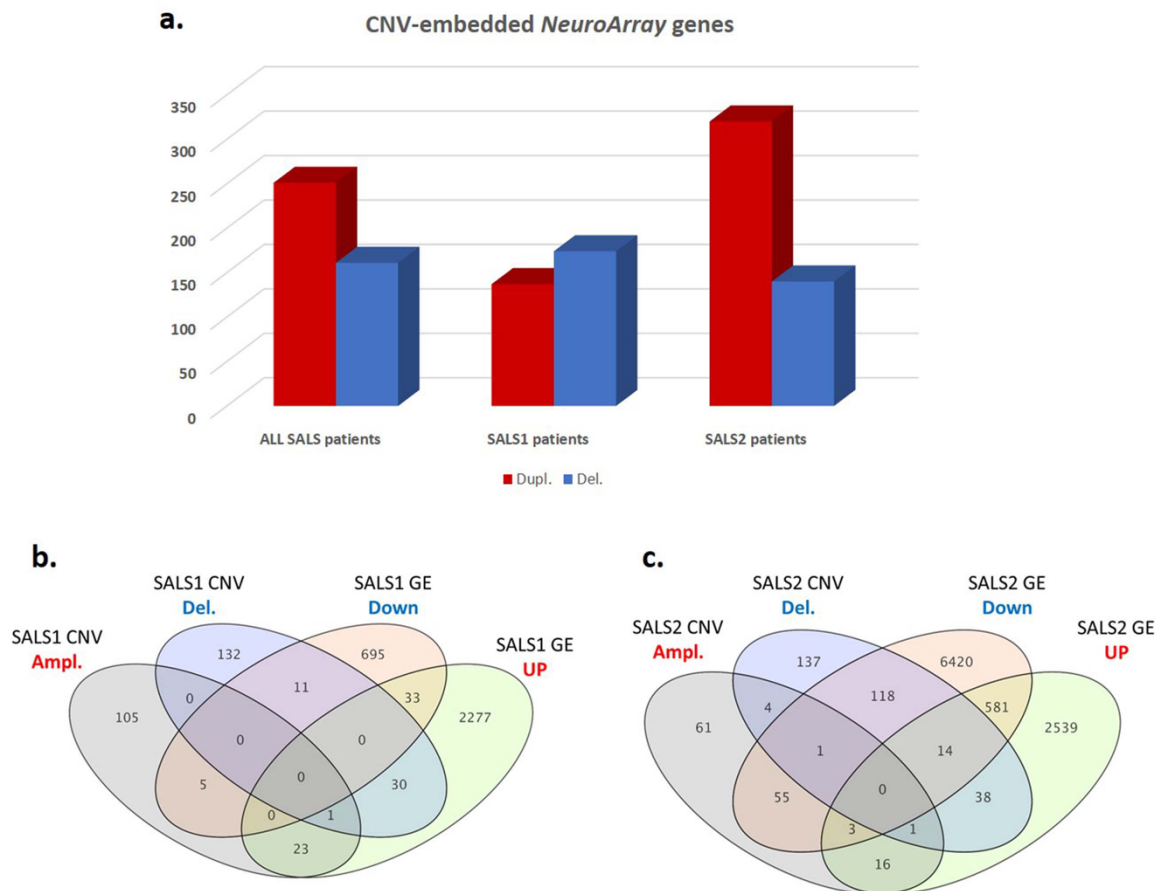 a.
CNV-embedded NeuroArray genes
350
300
250
200
150
100
50
0
ALL SALS patients
SALS1 patients
SALS2 patients
Dupl.
Del.
b.
SALS1 CNV
Del.
SALS1 GE
Down
SALS1 CNV
Ampl.
SALS1 GE
UP
132
695
11
33
105
0
2277
0
0
5
0
30
0
1
23
c.
SALS2 CNV
Del.
SALS2 GE
Down
SALS2 CNV
Ampl.
SALS2 GE
UP
137
6420
118
581
61
4
2539
1
14
55
0
38
3
1
16